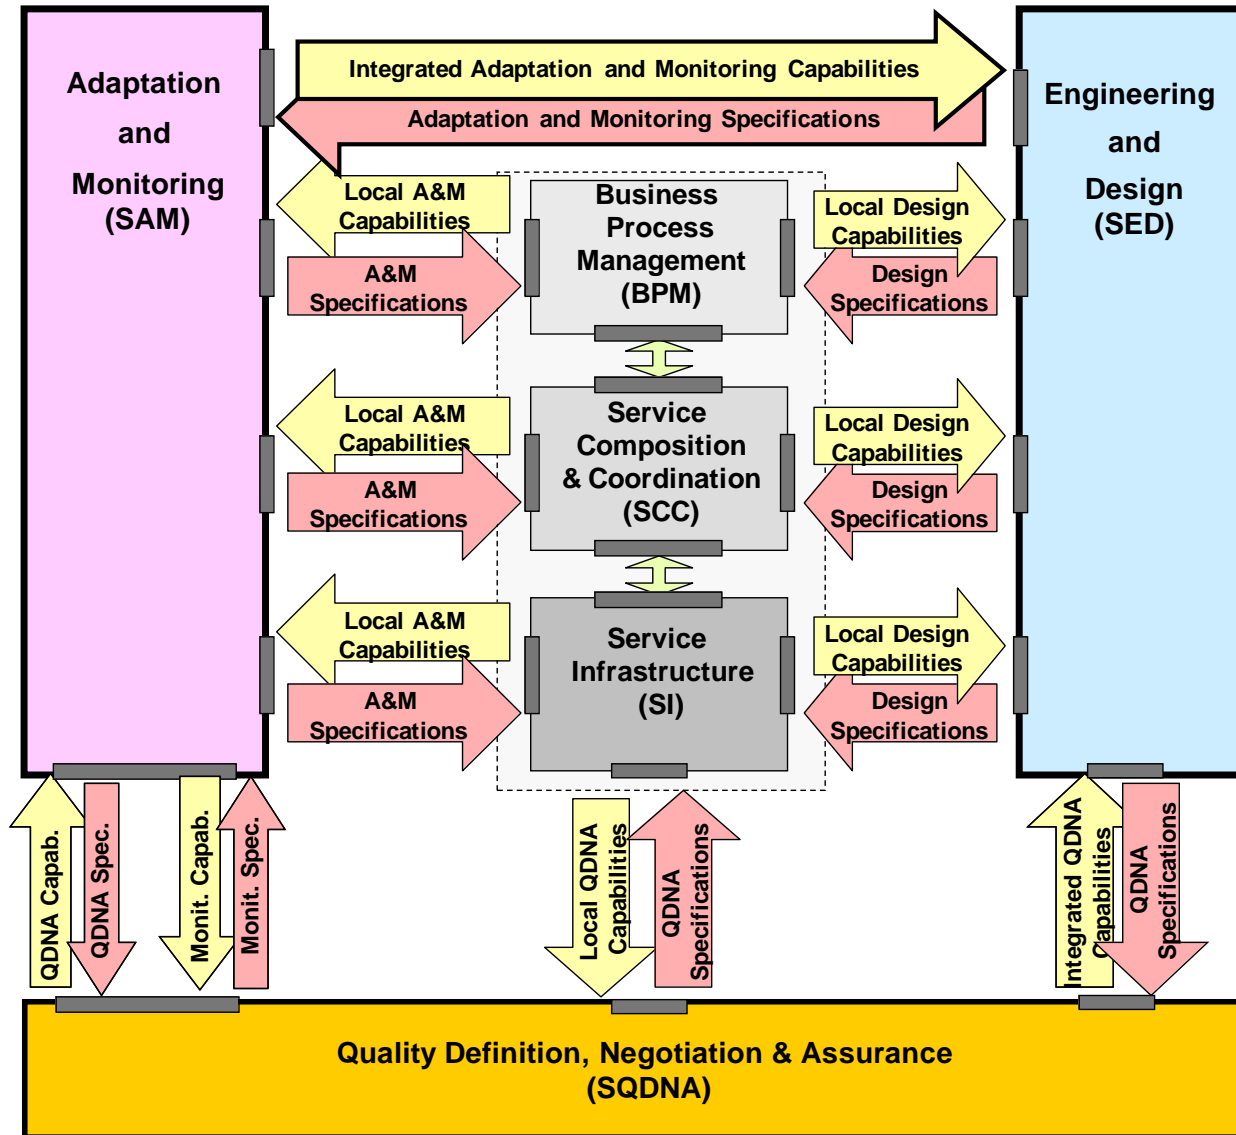 Adaptation
and
Monitoring
(SAM)
Integrated Adaptation and Monitoring Capabilities
Adaptation and Monitoring Specifications
Engineering
and
Design
(SED)
Local A&M
Capabilities
A&M
Specifications
Business
Process
Management
(BPM)
Local Design
Capabilities
Design
Specifications
Local A&M
Capabilities
A&M
Specifications
Service
Composition
& Coordination
(SCC)
Local Design
Capabilities
Design
Specifications
Local A&M
Capabilities
A&M
Specifications
Service
Infrastructure
(SI)
Local Design
Capabilities
Design
Specifications
QDNA Capab.
QDNA Spec.
Monit. Capab.
Monit. Spec.
Local QDNA
Capabilities
QDNA
Specifications
Integrated QDNA
Capabilities
QDNA
Specifications
Quality Definition, Negotiation & Assurance
(SQDNA)